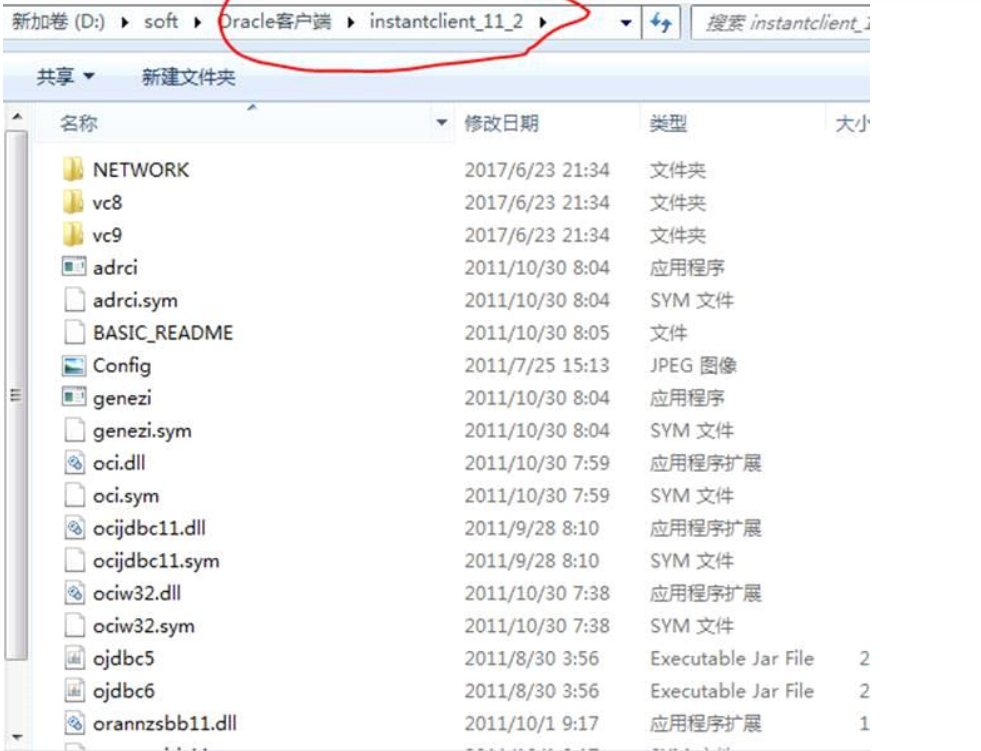 新加卷 (D:) ▸ soft ▸ Oracle客户端 ▸ instantclient_11_2 ▸ 搜索 instantclient_1
共享 新建文件夹
名称 修改日期 类型 大小
NETWORK 2017/6/23 21:34 文件夹
vc8 2017/6/23 21:34 文件夹
vc9 2017/6/23 21:34 文件夹
adrci 2011/10/30 8:04 应用程序
adrci.sym 2011/10/30 8:04 SYM 文件
BASIC_README 2011/10/30 8:05 文件
Config 2011/7/25 15:13 JPEG 图像
genezi 2011/10/30 8:04 应用程序
genezi.sym 2011/10/30 8:04 SYM 文件
oci.dll 2011/10/30 7:59 应用程序扩展
oci.sym 2011/10/30 7:59 SYM 文件
ocijdbc11.dll 2011/9/28 8:10 应用程序扩展
ocijdbc11.sym 2011/9/28 8:10 SYM 文件
ociw32.dll 2011/10/30 7:38 应用程序扩展
ociw32.sym 2011/10/30 7:38 SYM 文件
ojdbc5 2011/8/30 3:56 Executable Jar File 2
ojdbc6 2011/8/30 3:56 Executable Jar File 2
orannzsbb11.dll 2011/10/1 9:17 应用程序扩展 1